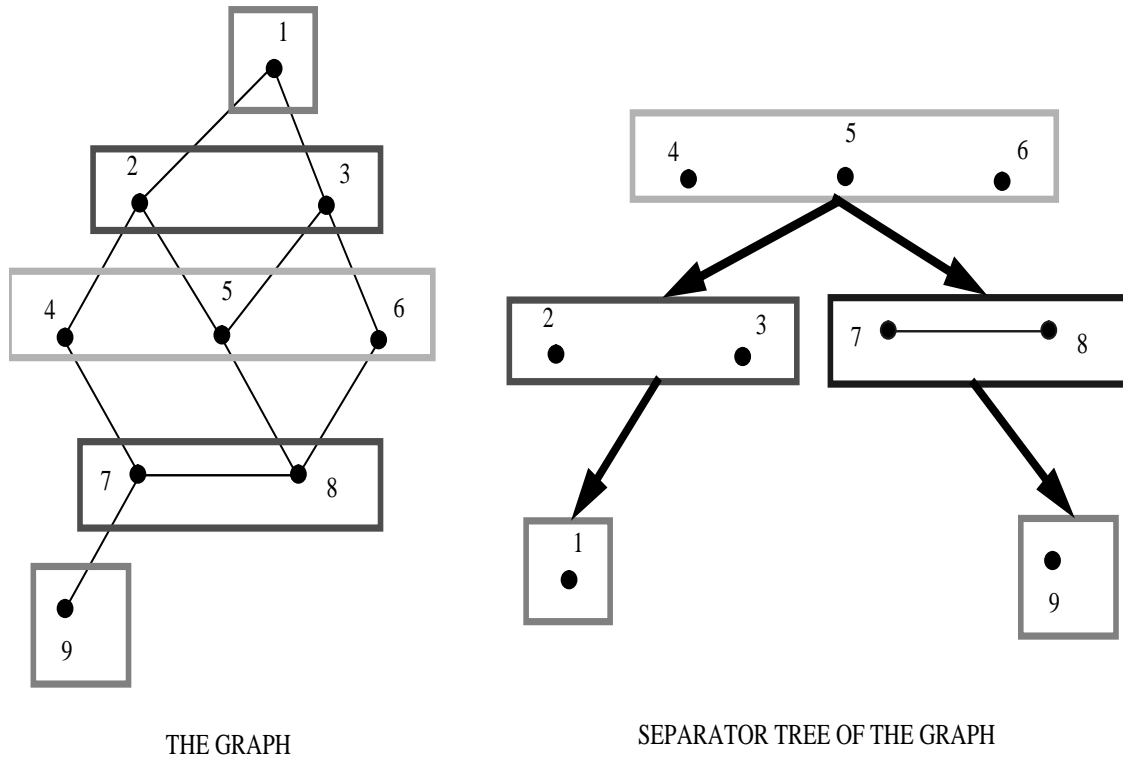 1
2 3
4 5 6
7 8
9
THE GRAPH
4 5 6
2 3
7 8
1
9
SEPARATOR TREE OF THE GRAPH